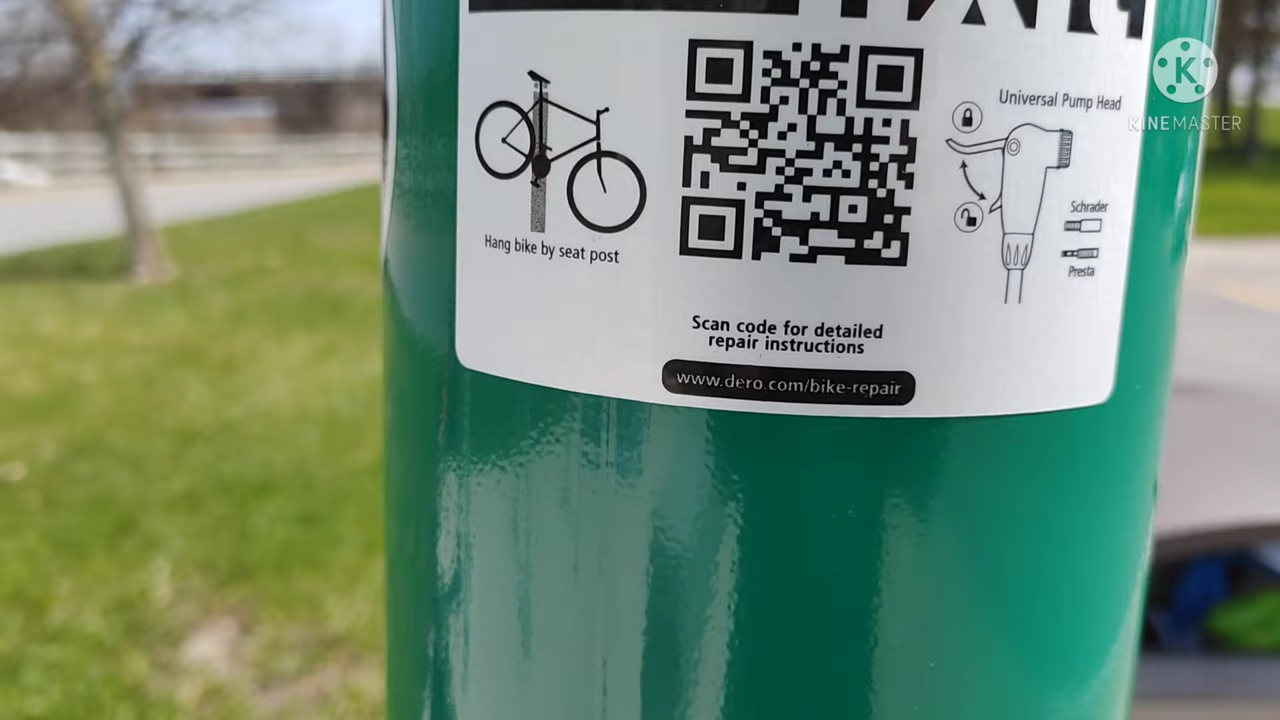 K
KINEMASTER
Universal Pump Head
Schrader
Presta
Hang bike by seat post
Scan code for detailed
repair instructions
www.dero.com/bike-repair